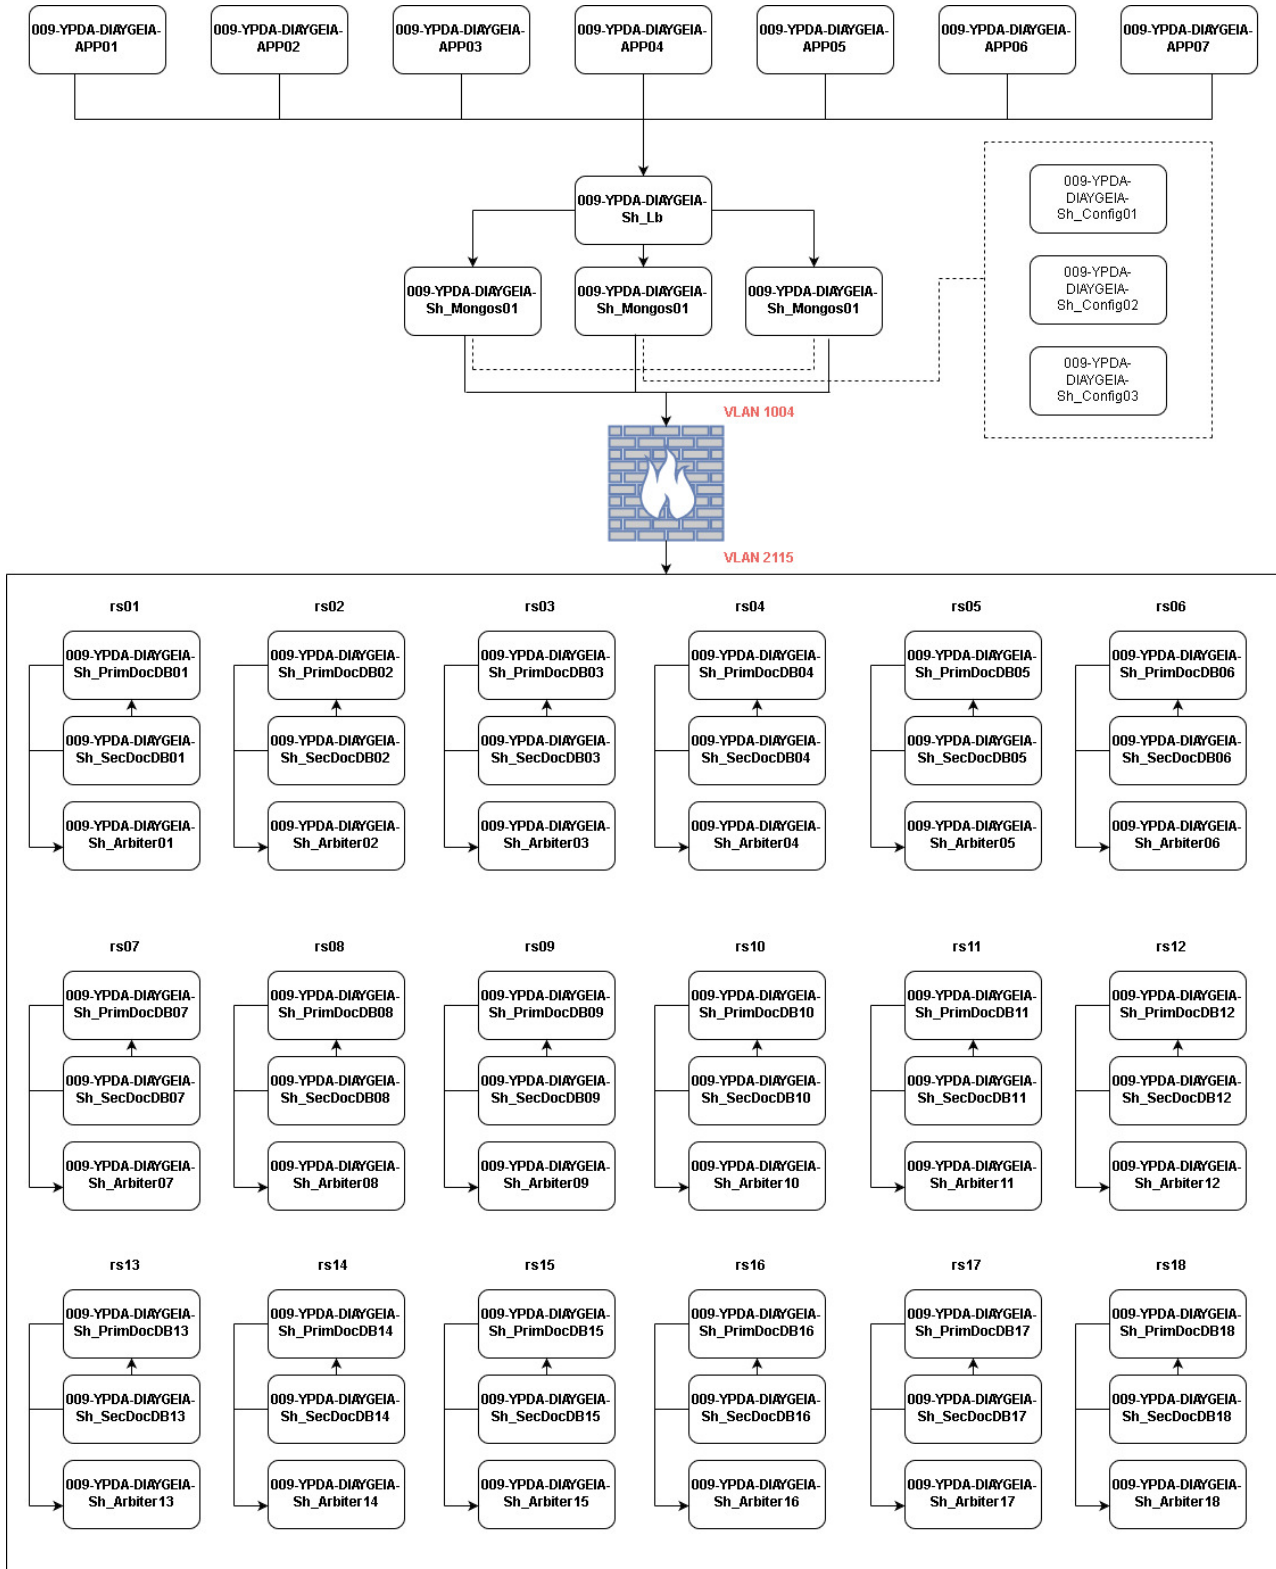 009-YPDA-DIAYGEIA-
APP01
009-YPDA-DIAYGEIA-
APP02
009-YPDA-DIAYGEIA-
APP03
009-YPDA-DIAYGEIA-
APP04
009-YPDA-DIAYGEIA-
APP05
009-YPDA-DIAYGEIA-
APP06
009-YPDA-DIAYGEIA-
APP07
009-YPDA-DIAYGEIA-
Sh_Lb
009-YPDA-
DIAYGEIA-
Sh_Config01
009-YPDA-
DIAYGEIA-
Sh_Config02
009-YPDA-
DIAYGEIA-
Sh_Config03
009-YPDA-DIAYGEIA-
Sh_Mongos01
009-YPDA-DIAYGEIA-
Sh_Mongos01
009-YPDA-DIAYGEIA-
Sh_Mongos01
VLAN 1004
VLAN 2115
rs01
009-YPDA-DIAYGEIA-
Sh_PrimDocDB01
009-YPDA-DIAYGEIA-
Sh_SecDocDB01
009-YPDA-DIAYGEIA-
Sh_Arbiter01
rs02
009-YPDA-DIAYGEIA-
Sh_PrimDocDB02
009-YPDA-DIAYGEIA-
Sh_SecDocDB02
009-YPDA-DIAYGEIA-
Sh_Arbiter02
rs03
009-YPDA-DIAYGEIA-
Sh_PrimDocDB03
009-YPDA-DIAYGEIA-
Sh_SecDocDB03
009-YPDA-DIAYGEIA-
Sh_Arbiter03
rs04
009-YPDA-DIAYGEIA-
Sh_PrimDocDB04
009-YPDA-DIAYGEIA-
Sh_SecDocDB04
009-YPDA-DIAYGEIA-
Sh_Arbiter04
rs05
009-YPDA-DIAYGEIA-
Sh_PrimDocDB05
009-YPDA-DIAYGEIA-
Sh_SecDocDB05
009-YPDA-DIAYGEIA-
Sh_Arbiter05
rs06
009-YPDA-DIAYGEIA-
Sh_PrimDocDB06
009-YPDA-DIAYGEIA-
Sh_SecDocDB06
009-YPDA-DIAYGEIA-
Sh_Arbiter06
rs07
009-YPDA-DIAYGEIA-
Sh_PrimDocDB07
009-YPDA-DIAYGEIA-
Sh_SecDocDB07
009-YPDA-DIAYGEIA-
Sh_Arbiter07
rs08
009-YPDA-DIAYGEIA-
Sh_PrimDocDB08
009-YPDA-DIAYGEIA-
Sh_SecDocDB08
009-YPDA-DIAYGEIA-
Sh_Arbiter08
rs09
009-YPDA-DIAYGEIA-
Sh_PrimDocDB09
009-YPDA-DIAYGEIA-
Sh_SecDocDB09
009-YPDA-DIAYGEIA-
Sh_Arbiter09
rs10
009-YPDA-DIAYGEIA-
Sh_PrimDocDB10
009-YPDA-DIAYGEIA-
Sh_SecDocDB10
009-YPDA-DIAYGEIA-
Sh_Arbiter10
rs11
009-YPDA-DIAYGEIA-
Sh_PrimDocDB11
009-YPDA-DIAYGEIA-
Sh_SecDocDB11
009-YPDA-DIAYGEIA-
Sh_Arbiter11
rs12
009-YPDA-DIAYGEIA-
Sh_PrimDocDB12
009-YPDA-DIAYGEIA-
Sh_SecDocDB12
009-YPDA-DIAYGEIA-
Sh_Arbiter12
rs13
009-YPDA-DIAYGEIA-
Sh_PrimDocDB13
009-YPDA-DIAYGEIA-
Sh_SecDocDB13
009-YPDA-DIAYGEIA-
Sh_Arbiter13
rs14
009-YPDA-DIAYGEIA-
Sh_PrimDocDB14
009-YPDA-DIAYGEIA-
Sh_SecDocDB14
009-YPDA-DIAYGEIA-
Sh_Arbiter14
rs15
009-YPDA-DIAYGEIA-
Sh_PrimDocDB15
009-YPDA-DIAYGEIA-
Sh_SecDocDB15
009-YPDA-DIAYGEIA-
Sh_Arbiter15
rs16
009-YPDA-DIAYGEIA-
Sh_PrimDocDB16
009-YPDA-DIAYGEIA-
Sh_SecDocDB16
009-YPDA-DIAYGEIA-
Sh_Arbiter16
rs17
009-YPDA-DIAYGEIA-
Sh_PrimDocDB17
009-YPDA-DIAYGEIA-
Sh_SecDocDB17
009-YPDA-DIAYGEIA-
Sh_Arbiter17
rs18
009-YPDA-DIAYGEIA-
Sh_PrimDocDB18
009-YPDA-DIAYGEIA-
Sh_SecDocDB18
009-YPDA-DIAYGEIA-
Sh_Arbiter18